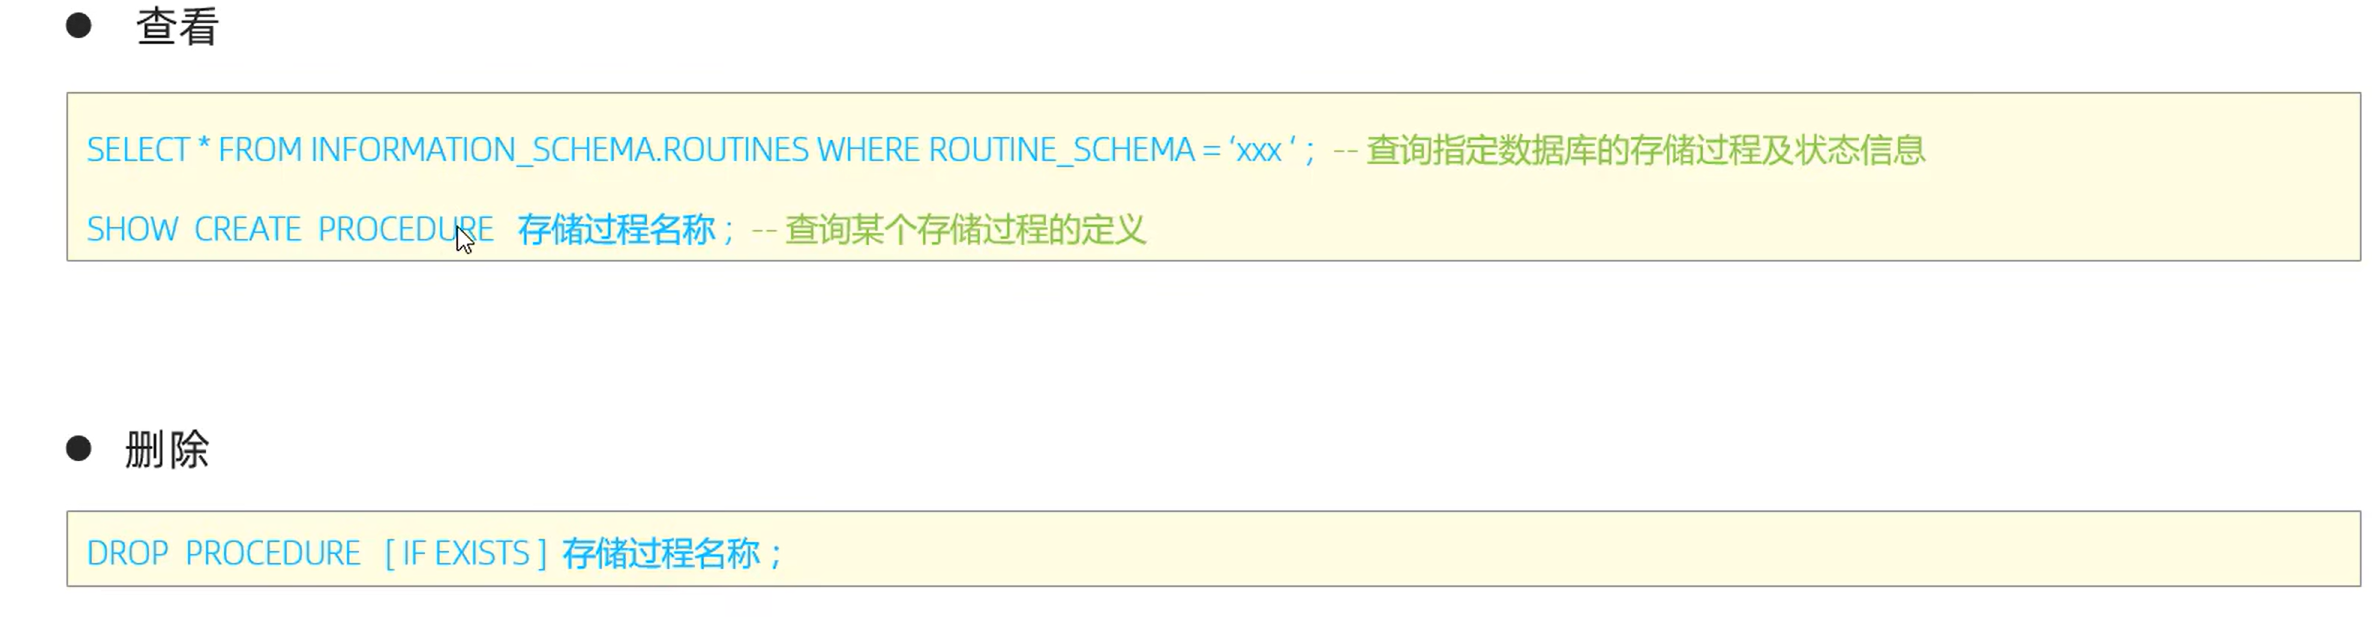 查看
SELECT * FROM INFORMATION_SCHEMA.ROUTINES WHERE ROUTINE_SCHEMA = ‘xxx ‘ ; -- 查询指定数据库的存储过程及状态信息
SHOW CREATE PROCEDURE 存储过程名称 ; -- 查询某个存储过程的定义
删除
DROP PROCEDURE [ IF EXISTS ] 存储过程名称 ;